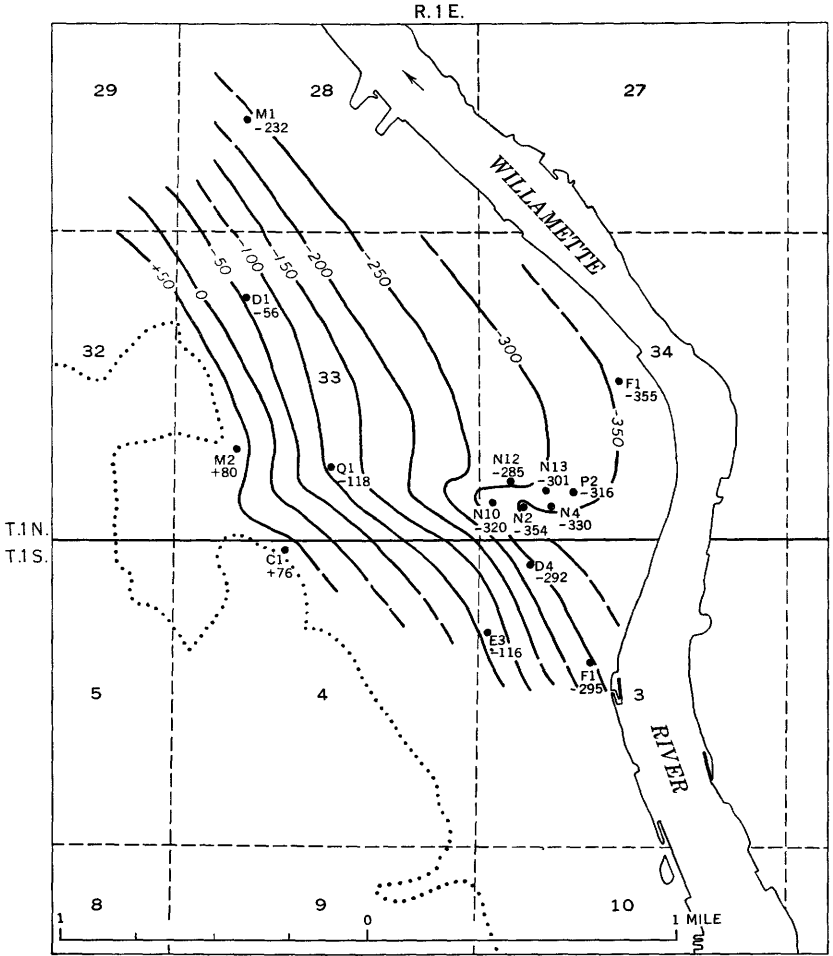 R. 1 E.
29
28
27
M1
-232
WILLAMETTE
+50
0
-50
-100
-150
-200
-250
-300
-350
D1
-56
32
33
34
F1
-355
M2
+80
Q1
-118
N12
-285
N13
-301
P2
-316
N10
-320
N2
-354
N4
-330
T. 1 N.
T. 1 S.
C1
+76
D4
-292
E3
-116
F1
-295
5
4
3
RIVER
8
9
10
1 0 1 MILE